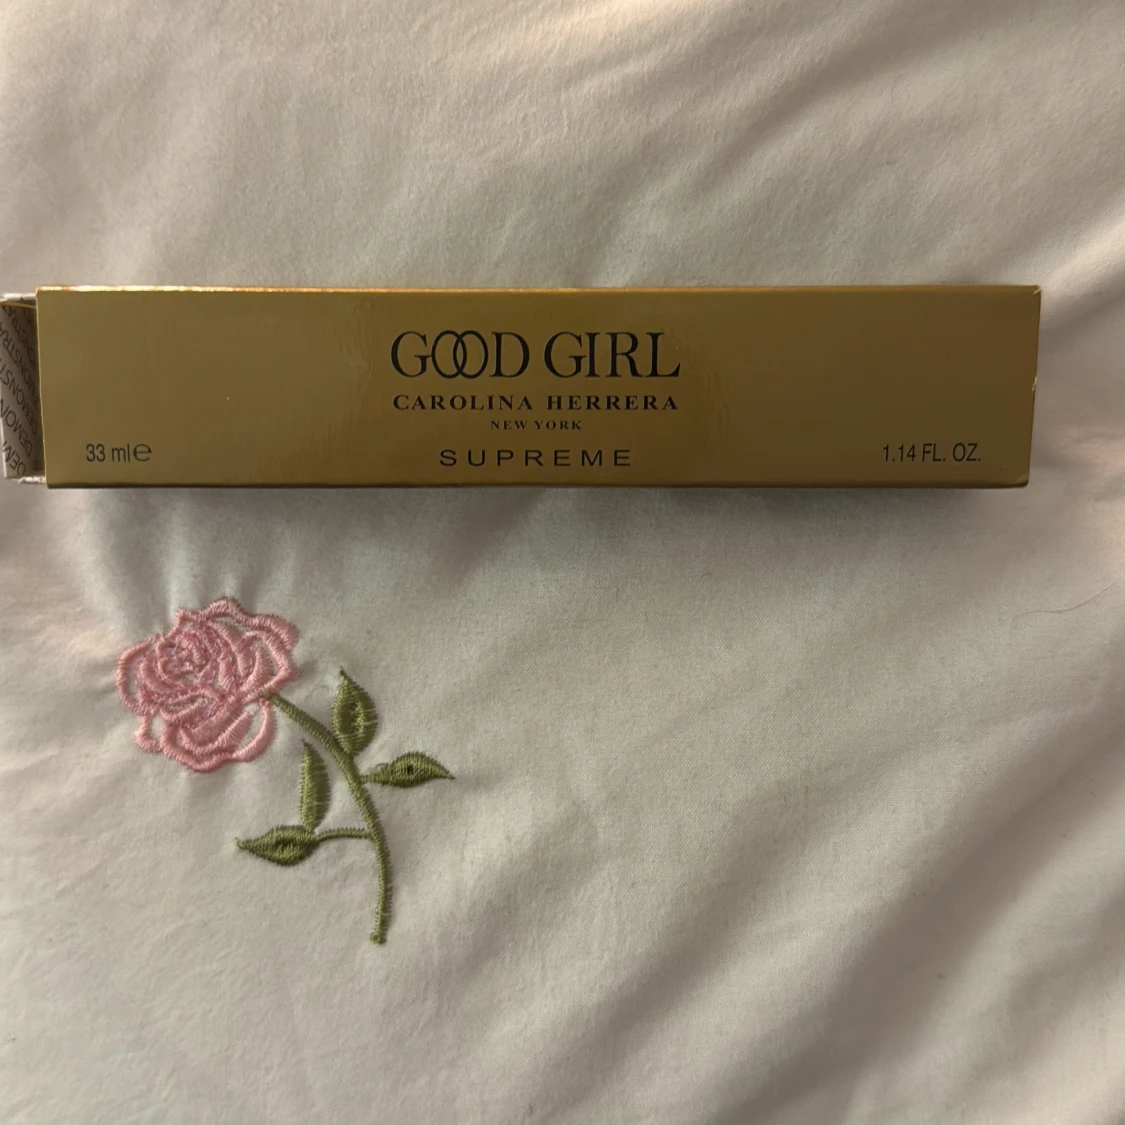 GOOD GIRL
CAROLINA HERRERA
NEW YORK
SUPREME
33 ml℮
1.14 FL. OZ.